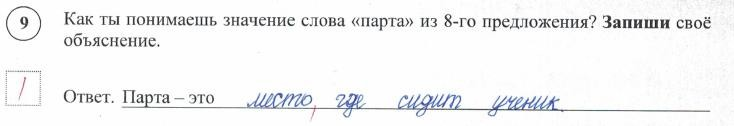 9 Как ты понимаешь значение слова «парта» из 8-го предложения? Запиши своё
объяснение.
1 Ответ. Парта – это место, где сидит ученик.